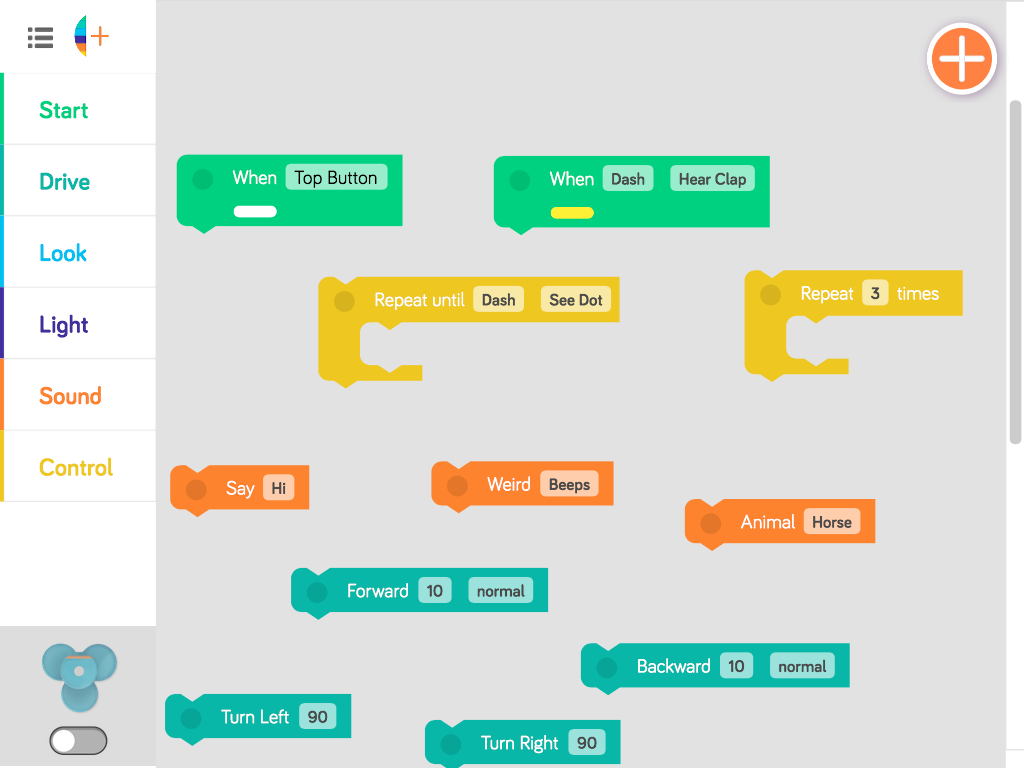 Start
Drive
Look
Light
Sound
Control
When Top Button
When Dash Hear Clap
Repeat until Dash See Dot
Repeat 3 times
Say Hi
Weird Beeps
Animal Horse
Forward 10 normal
Backward 10 normal
Turn Left 90
Turn Right 90